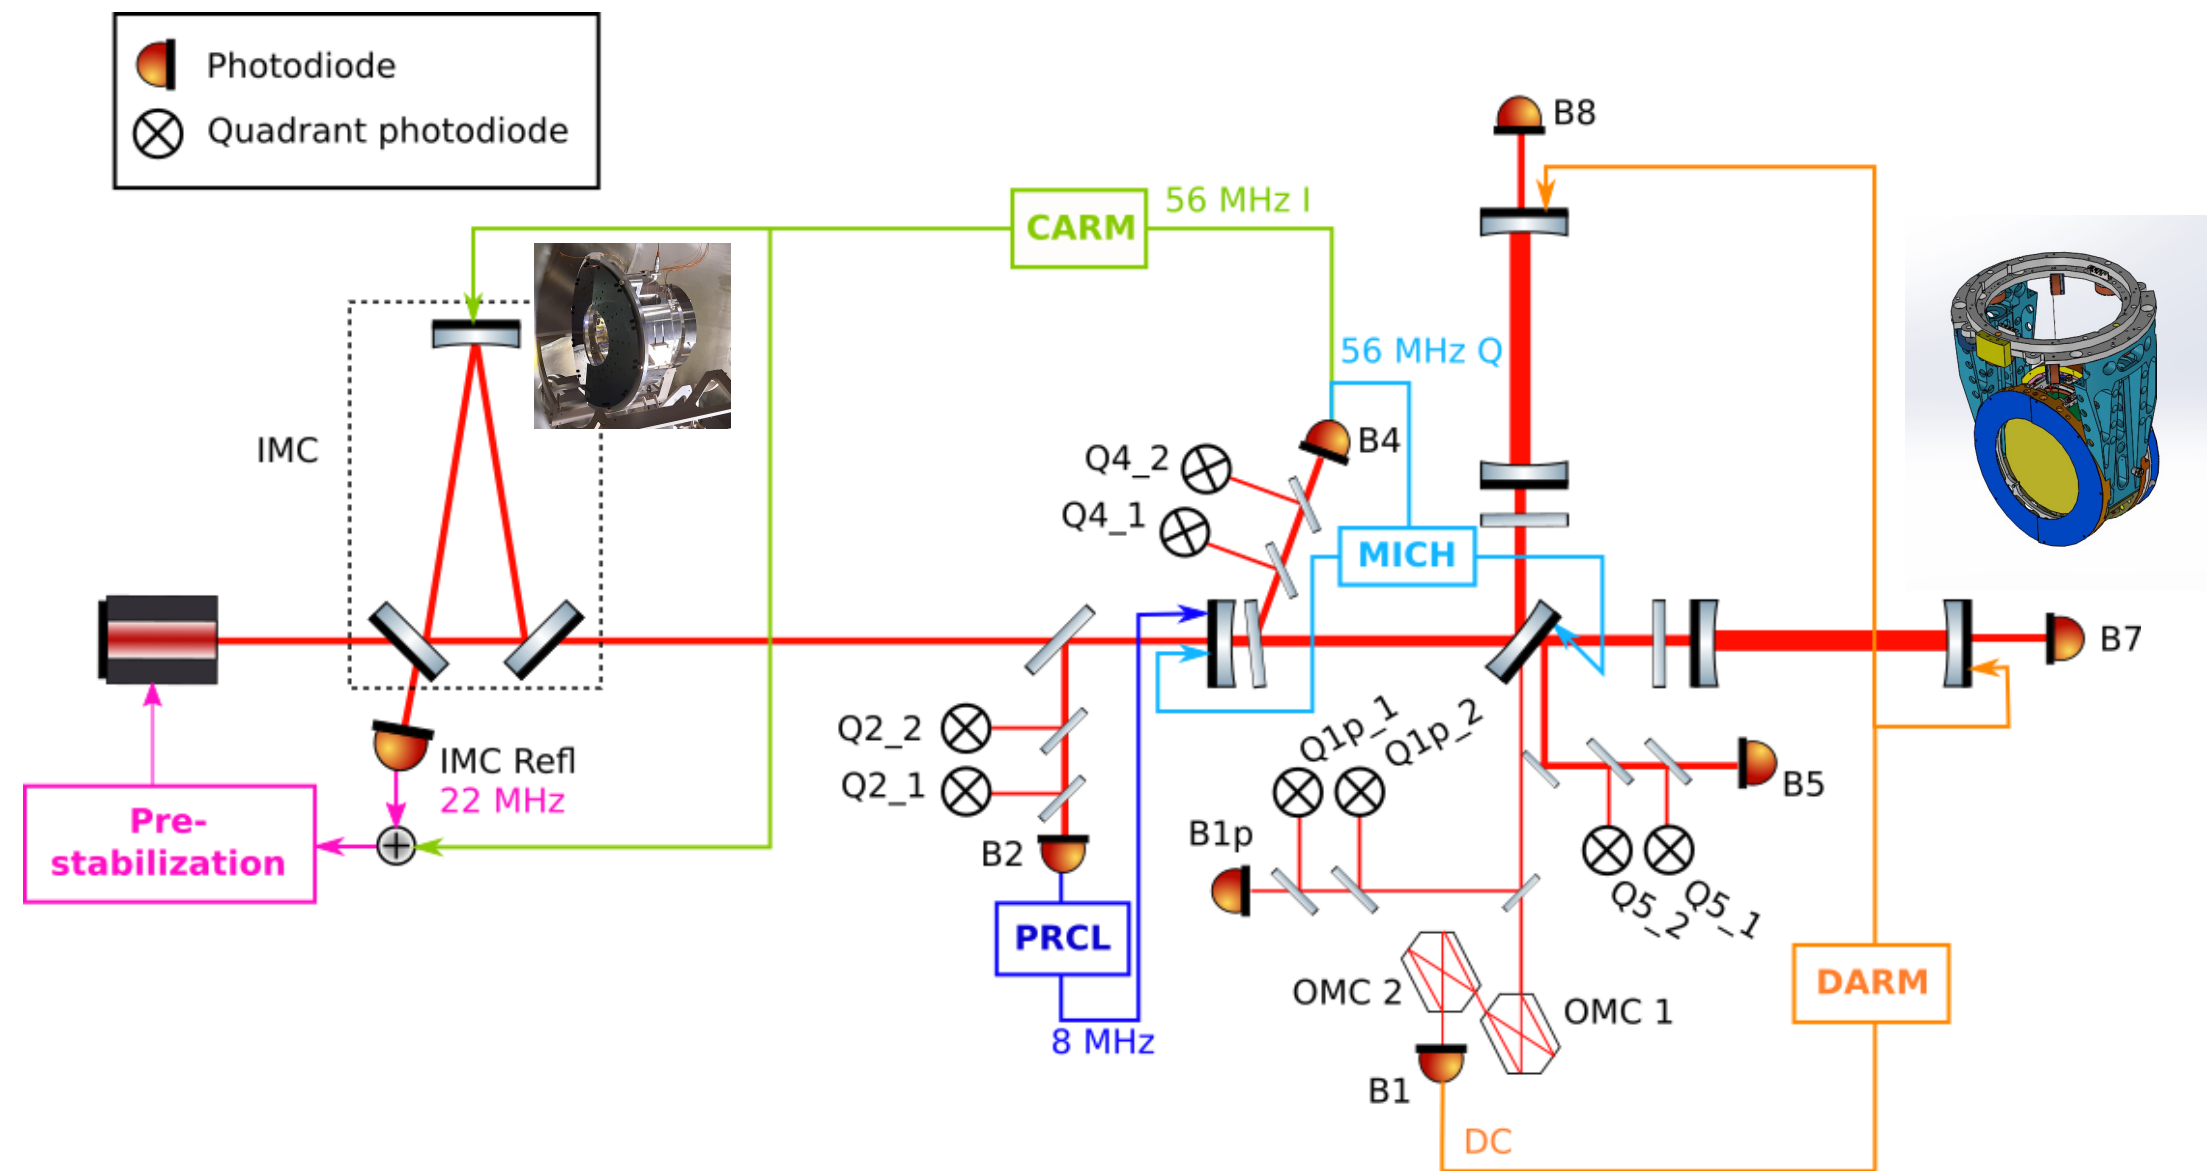 Photodiode
Quadrant photodiode
B8
CARM
56 MHz I
56 MHz Q
IMC
Q4_2
B4
Q4_1
MICH
B7
IMC Refl
22 MHz
Pre-
stabilization
Q2_2
Q2_1
B2
PRCL
8 MHz
Q1p_1
Q1p_2
B1p
B5
Q5_2
Q5_1
OMC 2
OMC 1
B1
DARM
DC